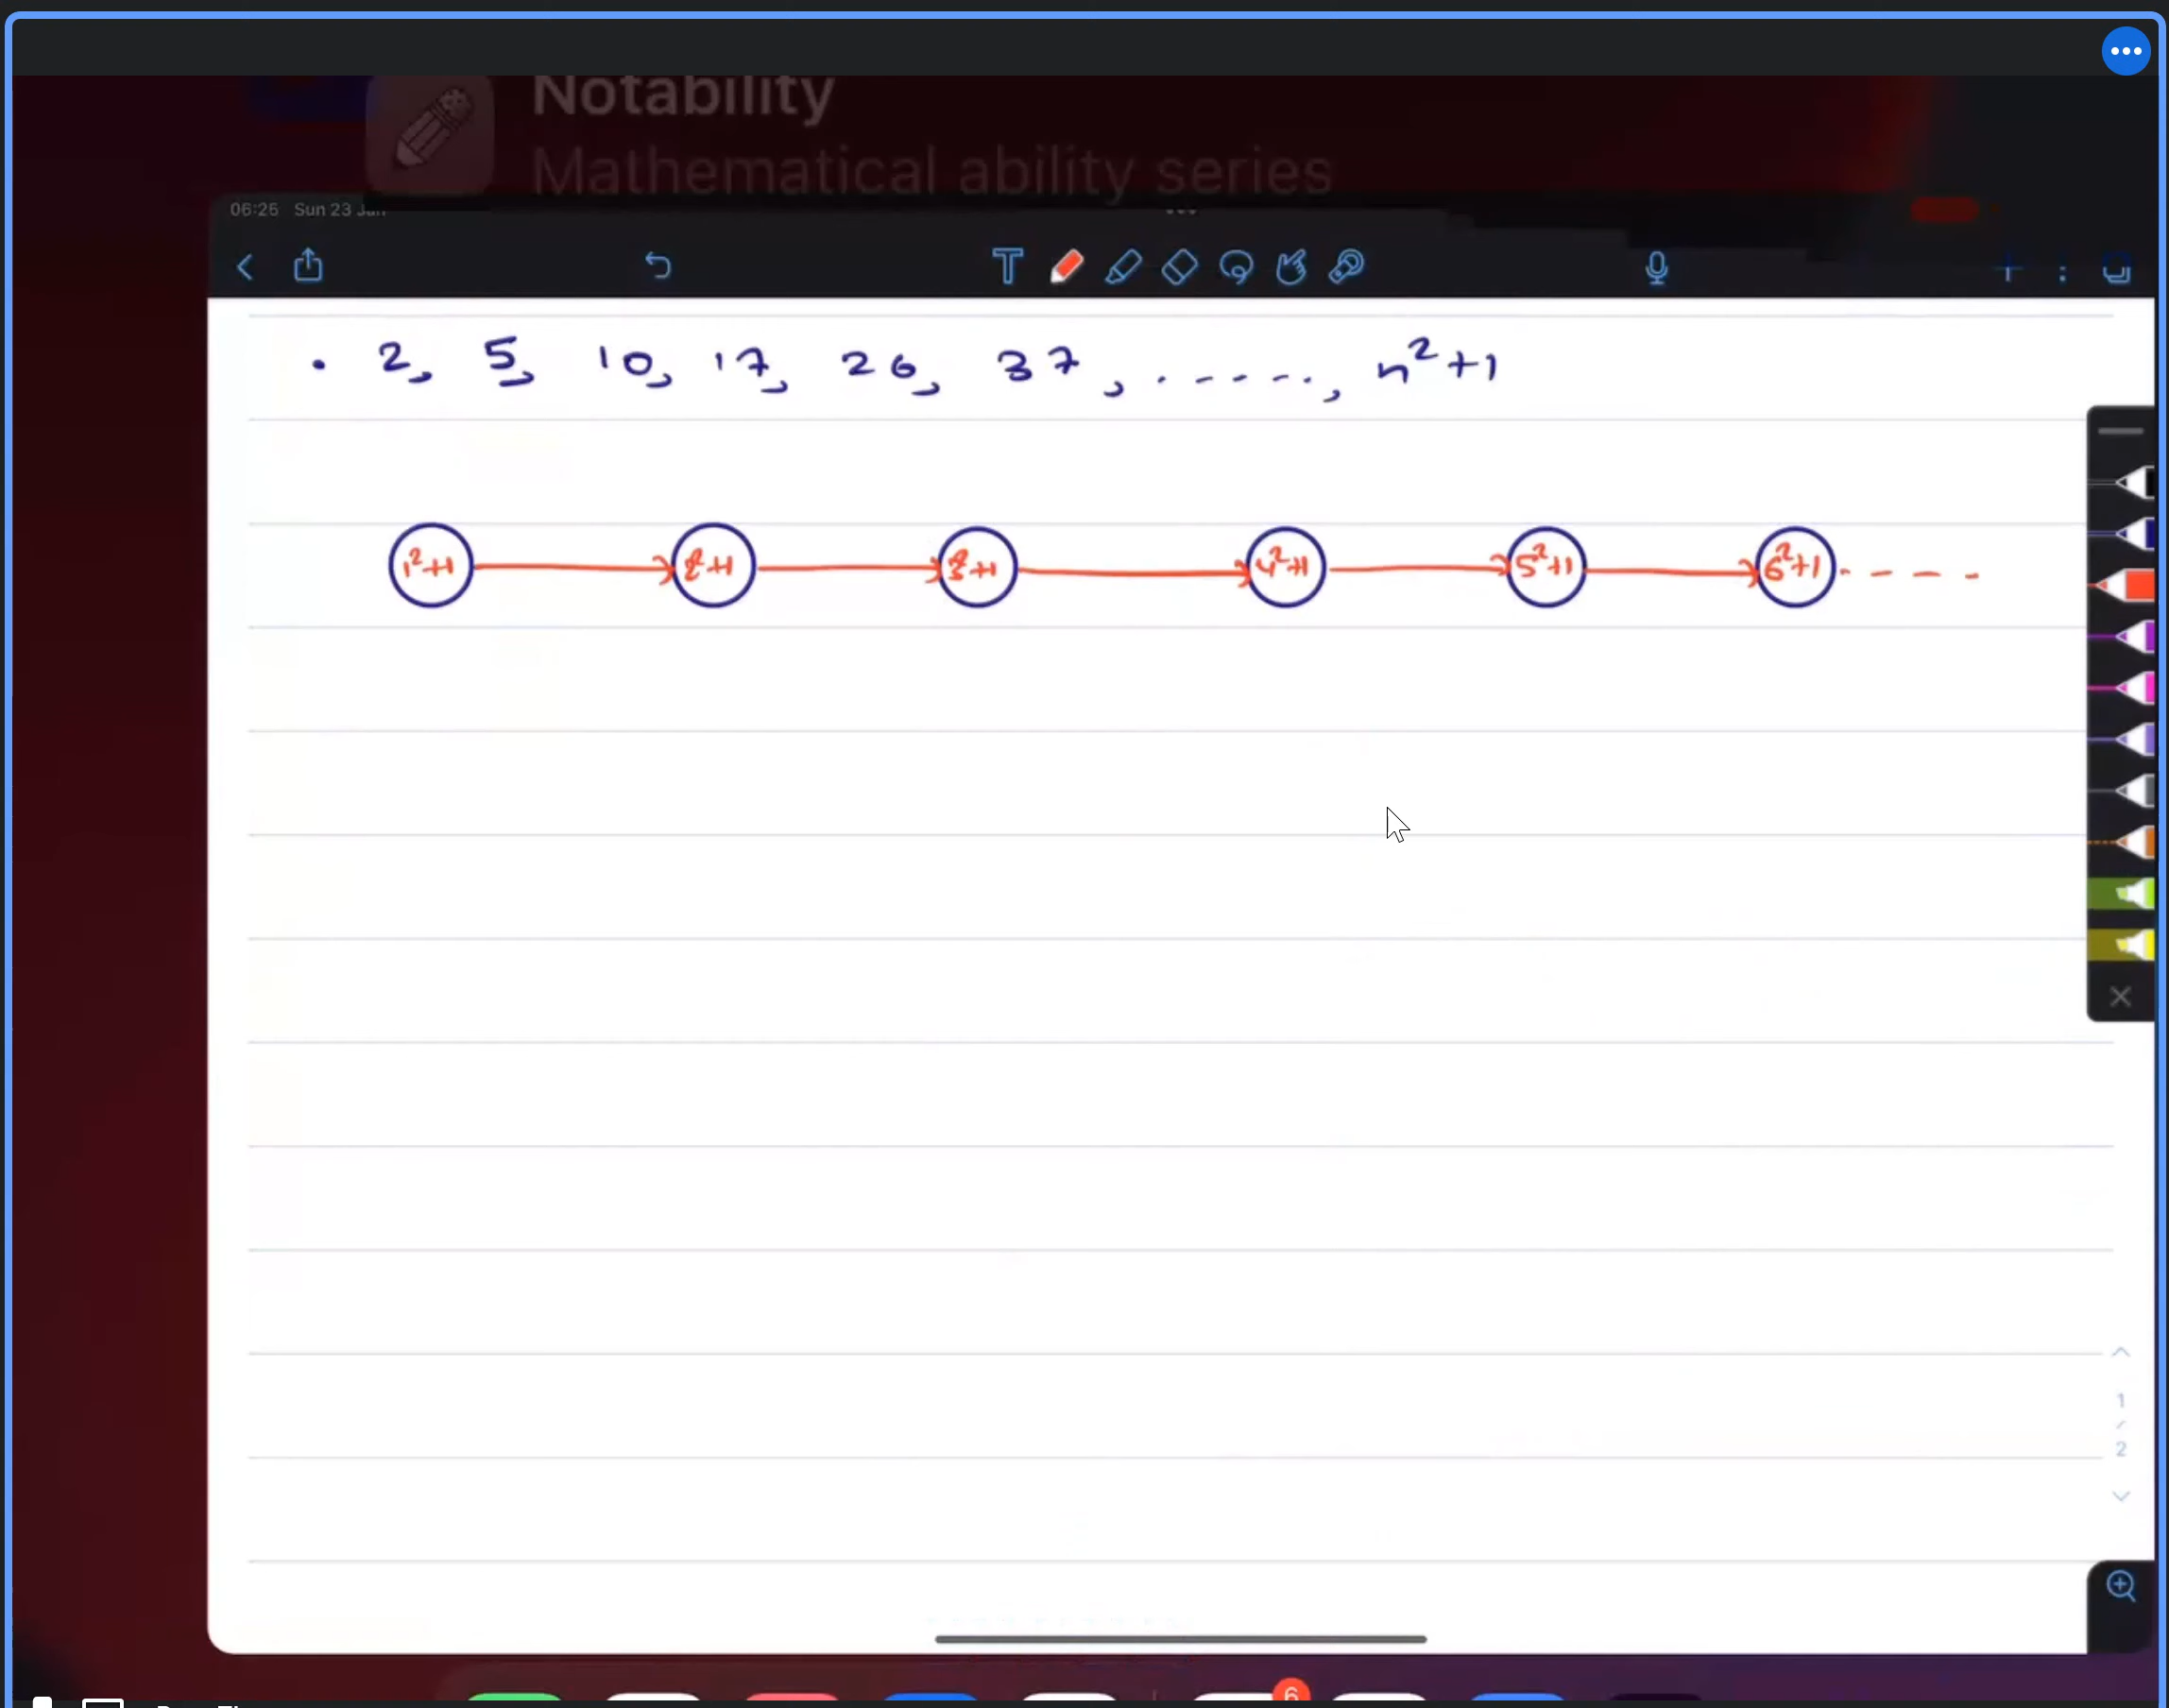 Notability
Mathematical ability series
06:25 Sun 23 Jan
T
. 2, 5, 10, 17, 26, 37, ......, n²+1
1²+1 → 2²+1 → 3²+1 → 4²+1 → 5²+1 → 6²+1 - - - -
1
/
2
6